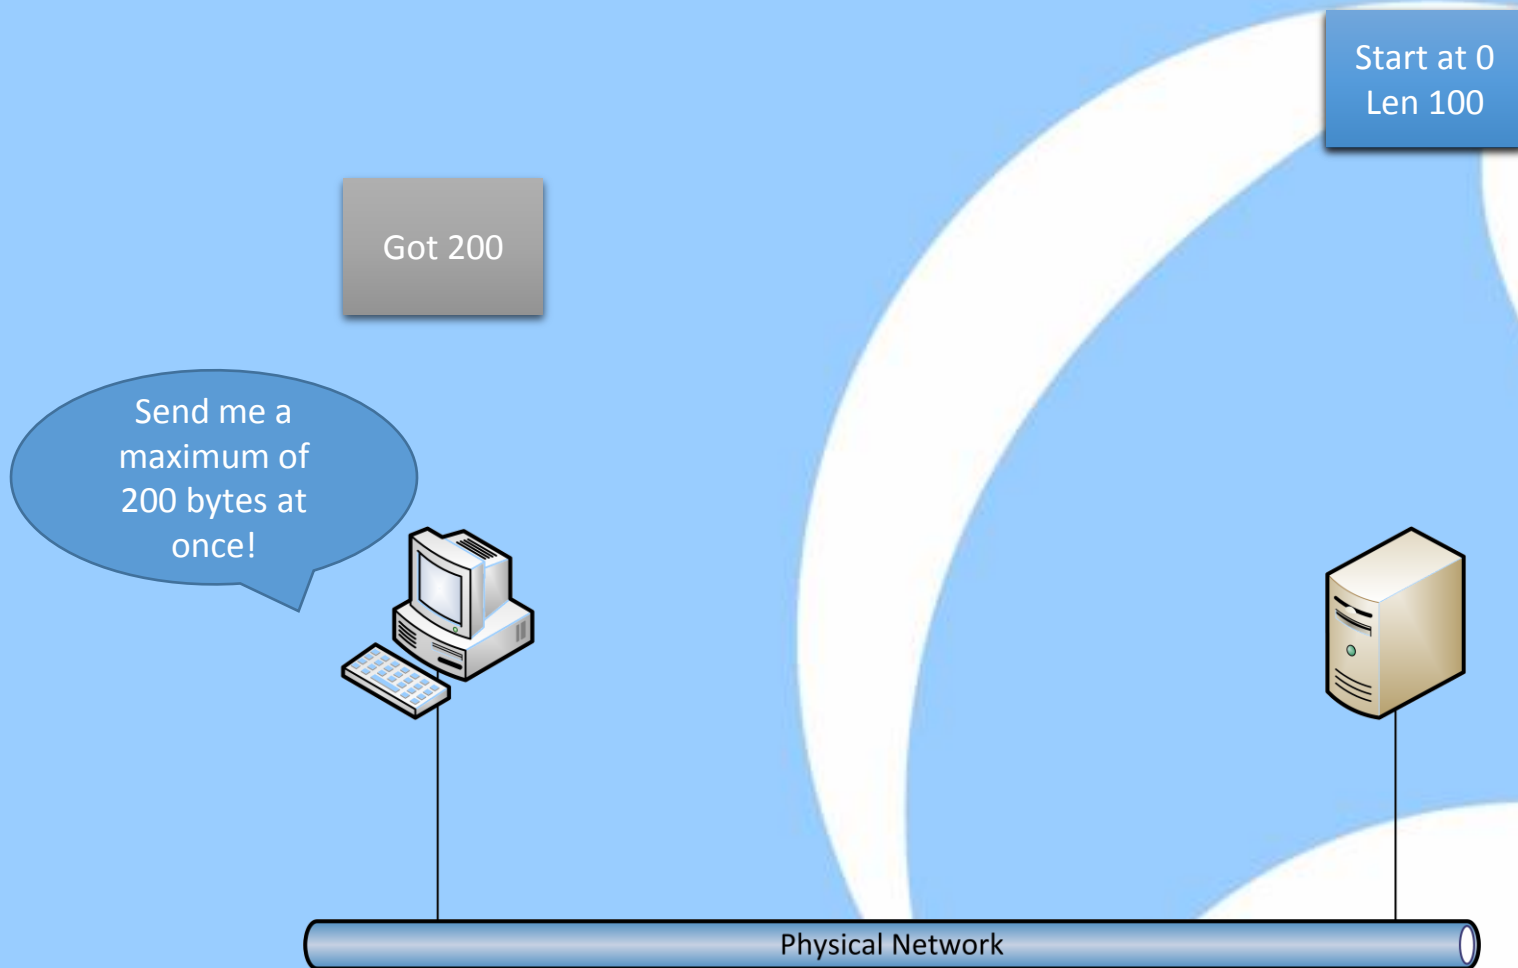 Start at 0
Len 100
Got 200
Send me a
maximum of
200 bytes at
once!
Physical Network